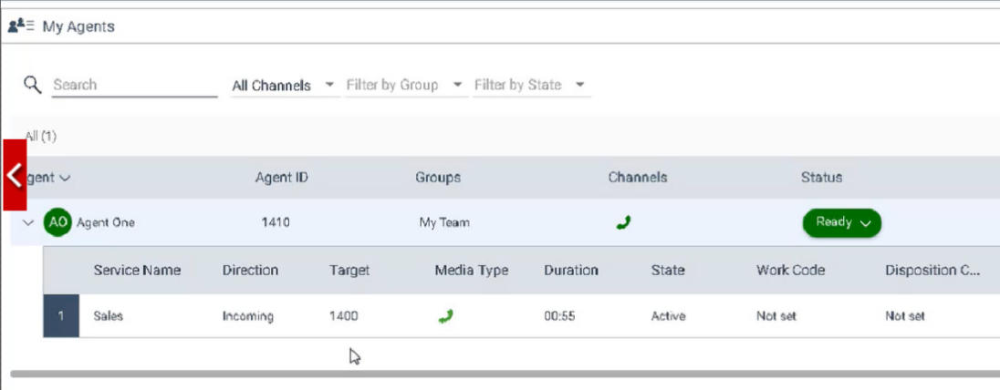 My Agents
Search All Channels Filter by Group Filter by State
All (1)
gent Agent ID Groups Channels Status
AO Agent One 1410 My Team Ready
Service Name Direction Target Media Type Duration State Work Code Disposition C...
1 Sales Incoming 1400 00:55 Active Not set Not set